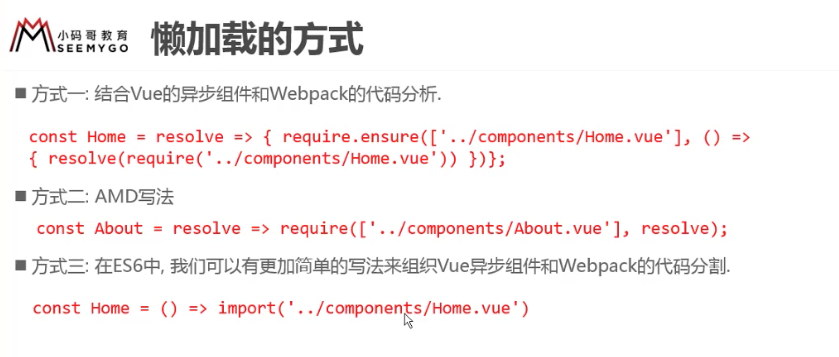 小码哥教育
SEEMYGO
懒加载的方式
方式一: 结合Vue的异步组件和Webpack的代码分析.
const Home = resolve => { require.ensure(['../components/Home.vue'], () =>
{ resolve(require('../components/Home.vue')) })};
方式二: AMD写法
const About = resolve => require(['../components/About.vue'], resolve);
方式三: 在ES6中, 我们可以有更加简单的写法来组织Vue异步组件和Webpack的代码分割.
const Home = () => import('../components/Home.vue')